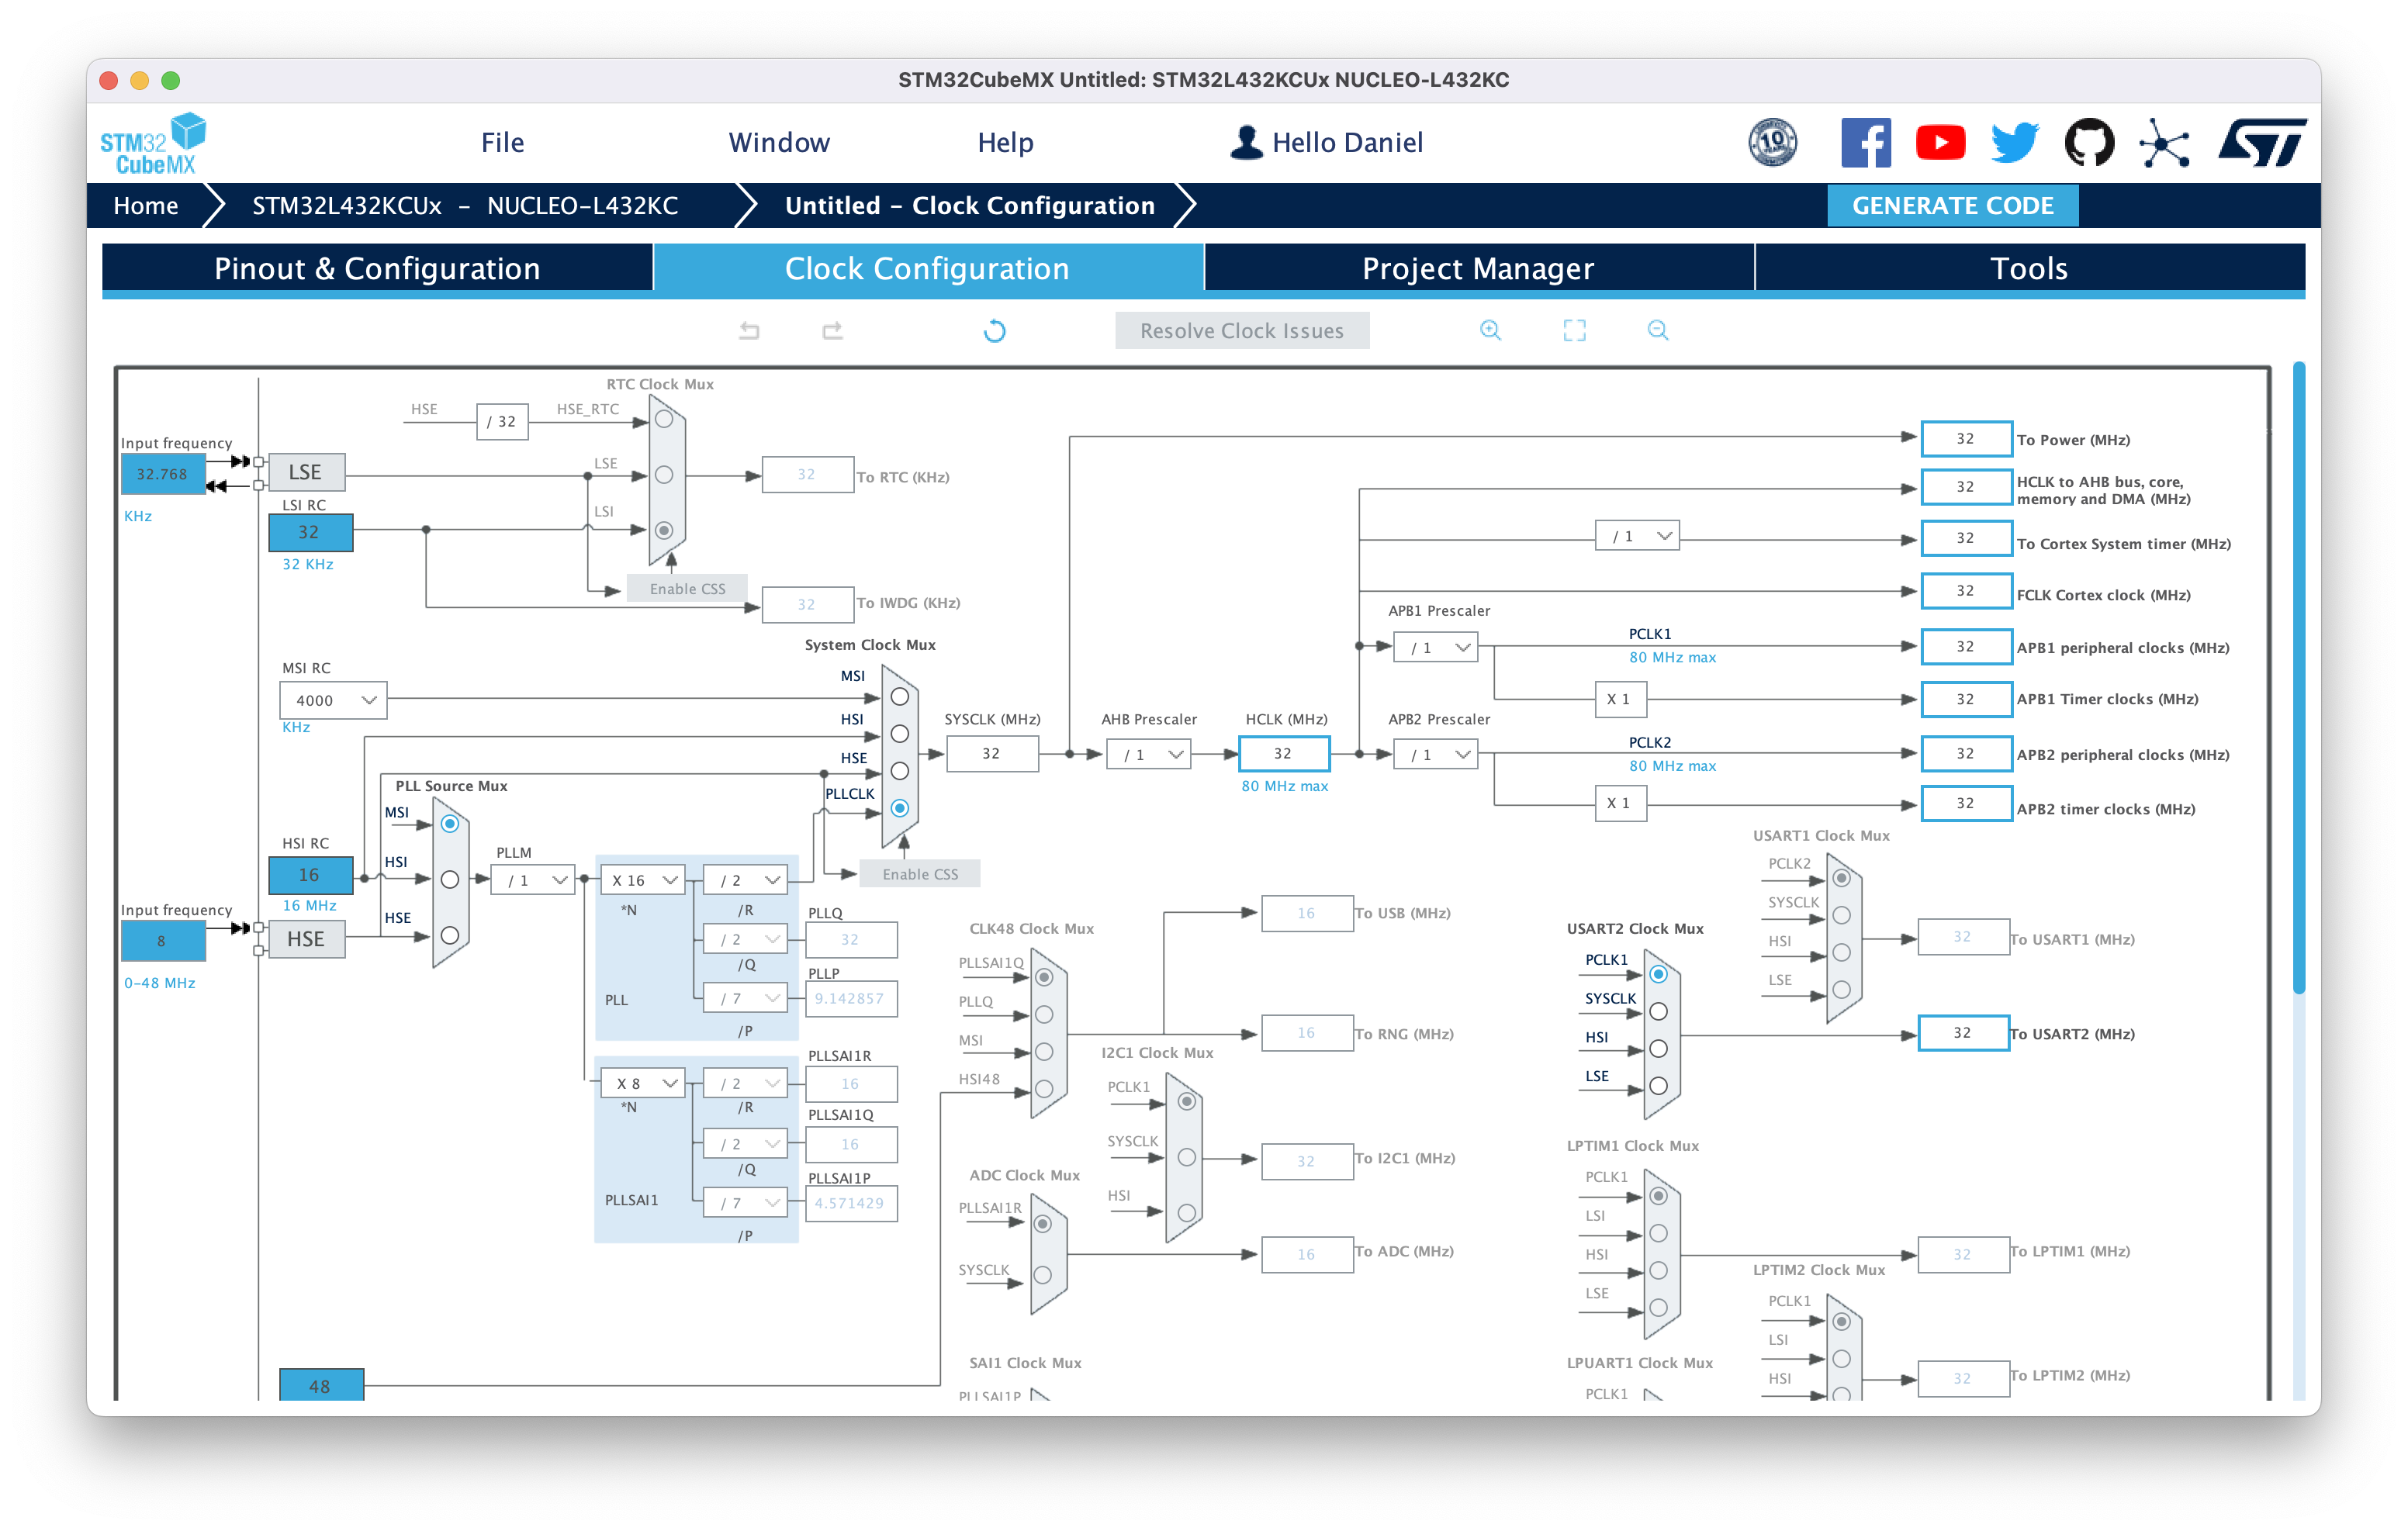 STM32CubeMX Untitled: STM32L432KCUx NUCLEO-L432KC
STM32
CubeMX
File
Window
Help
Hello Daniel
10
YEARS
Home
STM32L432KCUx – NUCLEO-L432KC
Untitled – Clock Configuration
GENERATE CODE
Pinout & Configuration
Clock Configuration
Project Manager
Tools
Resolve Clock Issues
RTC Clock Mux
HSE
/ 32
HSE_RTC
Input frequency
32.768
KHz
LSE
LSE
32
To RTC (KHz)
LSI RC
32
32 KHz
LSI
Enable CSS
32
To IWDG (KHz)
32
To Power (MHz)
32
HCLK to AHB bus, core,
memory and DMA (MHz)
/ 1
32
To Cortex System timer (MHz)
32
FCLK Cortex clock (MHz)
APB1 Prescaler
/ 1
PCLK1
80 MHz max
32
APB1 peripheral clocks (MHz)
X 1
32
APB1 Timer clocks (MHz)
System Clock Mux
MSI RC
4000
KHz
MSI
HSI
HSE
PLLCLK
SYSCLK (MHz)
32
AHB Prescaler
/ 1
HCLK (MHz)
32
80 MHz max
APB2 Prescaler
/ 1
PCLK2
80 MHz max
32
APB2 peripheral clocks (MHz)
X 1
32
APB2 timer clocks (MHz)
Enable CSS
PLL Source Mux
MSI
HSI
HSE
HSI RC
16
16 MHz
Input frequency
8
0-48 MHz
HSE
PLLM
/ 1
X 16
*N
/ 2
/R
/ 2
/Q
/ 7
/P
PLL
PLLQ
32
PLLP
9.142857
X 8
*N
/ 2
/R
/ 2
/Q
/ 7
/P
PLLSAI1
PLLSAI1R
16
PLLSAI1Q
16
PLLSAI1P
4.571429
48
CLK48 Clock Mux
PLLSAI1Q
PLLQ
MSI
HSI48
16
To USB (MHz)
16
To RNG (MHz)
I2C1 Clock Mux
PCLK1
SYSCLK
HSI
32
To I2C1 (MHz)
ADC Clock Mux
PLLSAI1R
SYSCLK
16
To ADC (MHz)
SAI1 Clock Mux
PLLSAI1P
USART1 Clock Mux
PCLK2
SYSCLK
HSI
LSE
32
To USART1 (MHz)
USART2 Clock Mux
PCLK1
SYSCLK
HSI
LSE
32
To USART2 (MHz)
LPTIM1 Clock Mux
PCLK1
LSI
HSI
LSE
32
To LPTIM1 (MHz)
LPTIM2 Clock Mux
PCLK1
LSI
HSI
32
To LPTIM2 (MHz)
LPUART1 Clock Mux
PCLK1